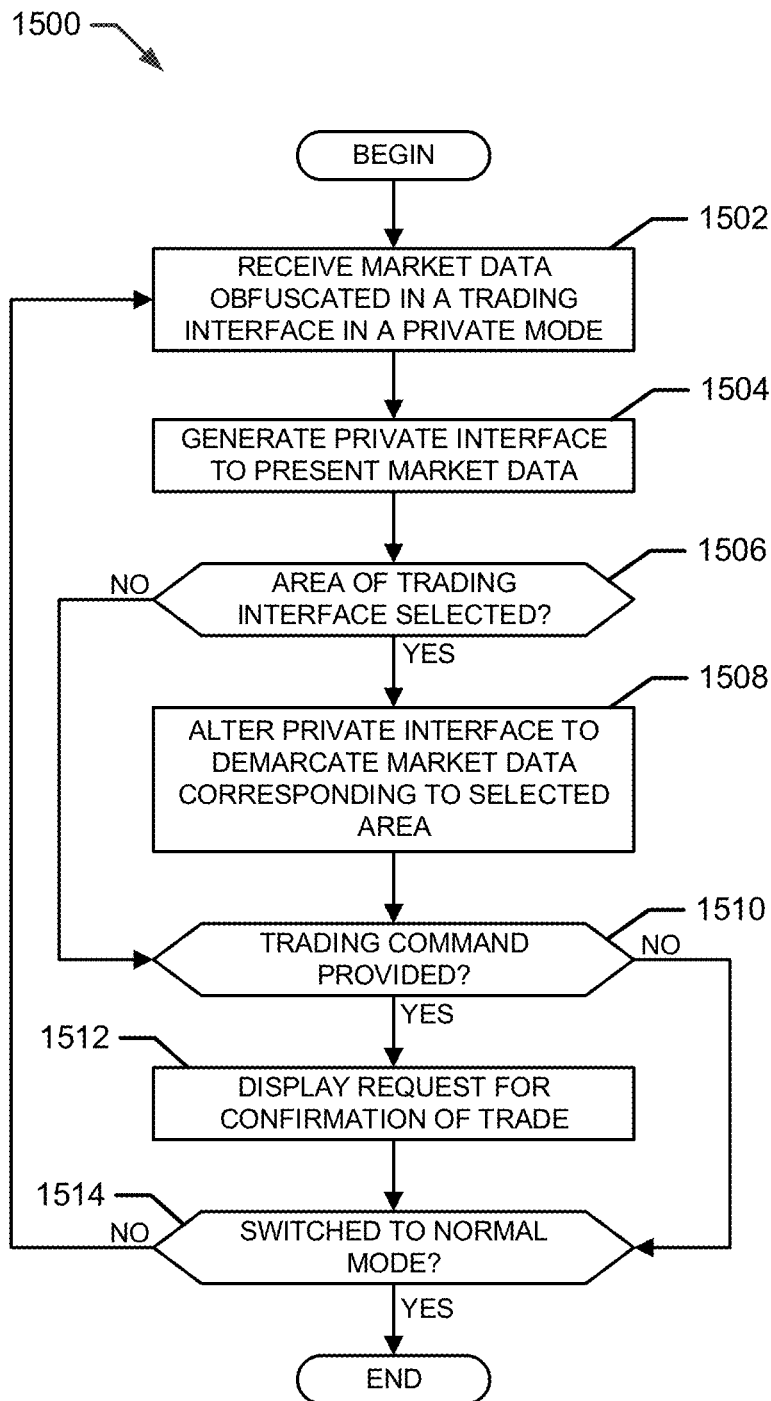 1500
BEGIN
1502
RECEIVE MARKET DATA
OBFUSCATED IN A TRADING
INTERFACE IN A PRIVATE MODE
1504
GENERATE PRIVATE INTERFACE
TO PRESENT MARKET DATA
1506
NO
AREA OF TRADING
INTERFACE SELECTED?
YES
1508
ALTER PRIVATE INTERFACE TO
DEMARCATE MARKET DATA
CORRESPONDING TO SELECTED
AREA
1510
TRADING COMMAND
PROVIDED?
NO
YES
1512
DISPLAY REQUEST FOR
CONFIRMATION OF TRADE
1514
NO
SWITCHED TO NORMAL
MODE?
YES
END